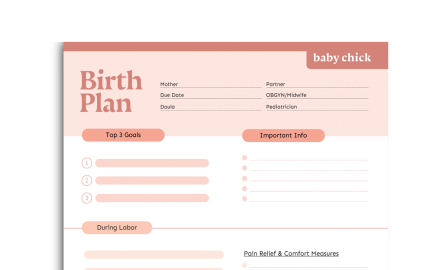 baby chick
Birth
Plan
Mother
Partner
Due Date
OBGYN/Midwife
Doula
Pediatrician
Top 3 Goals
Important Info
1
2
3
During Labor
Pain Relief & Comfort Measures